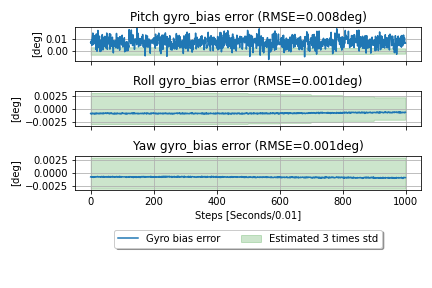 Pitch gyro_bias error (RMSE=0.008deg)
0.01
0.00
[deg]
Roll gyro_bias error (RMSE=0.001deg)
0.0025
0.0000
−0.0025
[deg]
Yaw gyro_bias error (RMSE=0.001deg)
0.0025
0.0000
−0.0025
[deg]
0 200 400 600 800 1000
Steps [Seconds/0.01]
Gyro bias error Estimated 3 times std